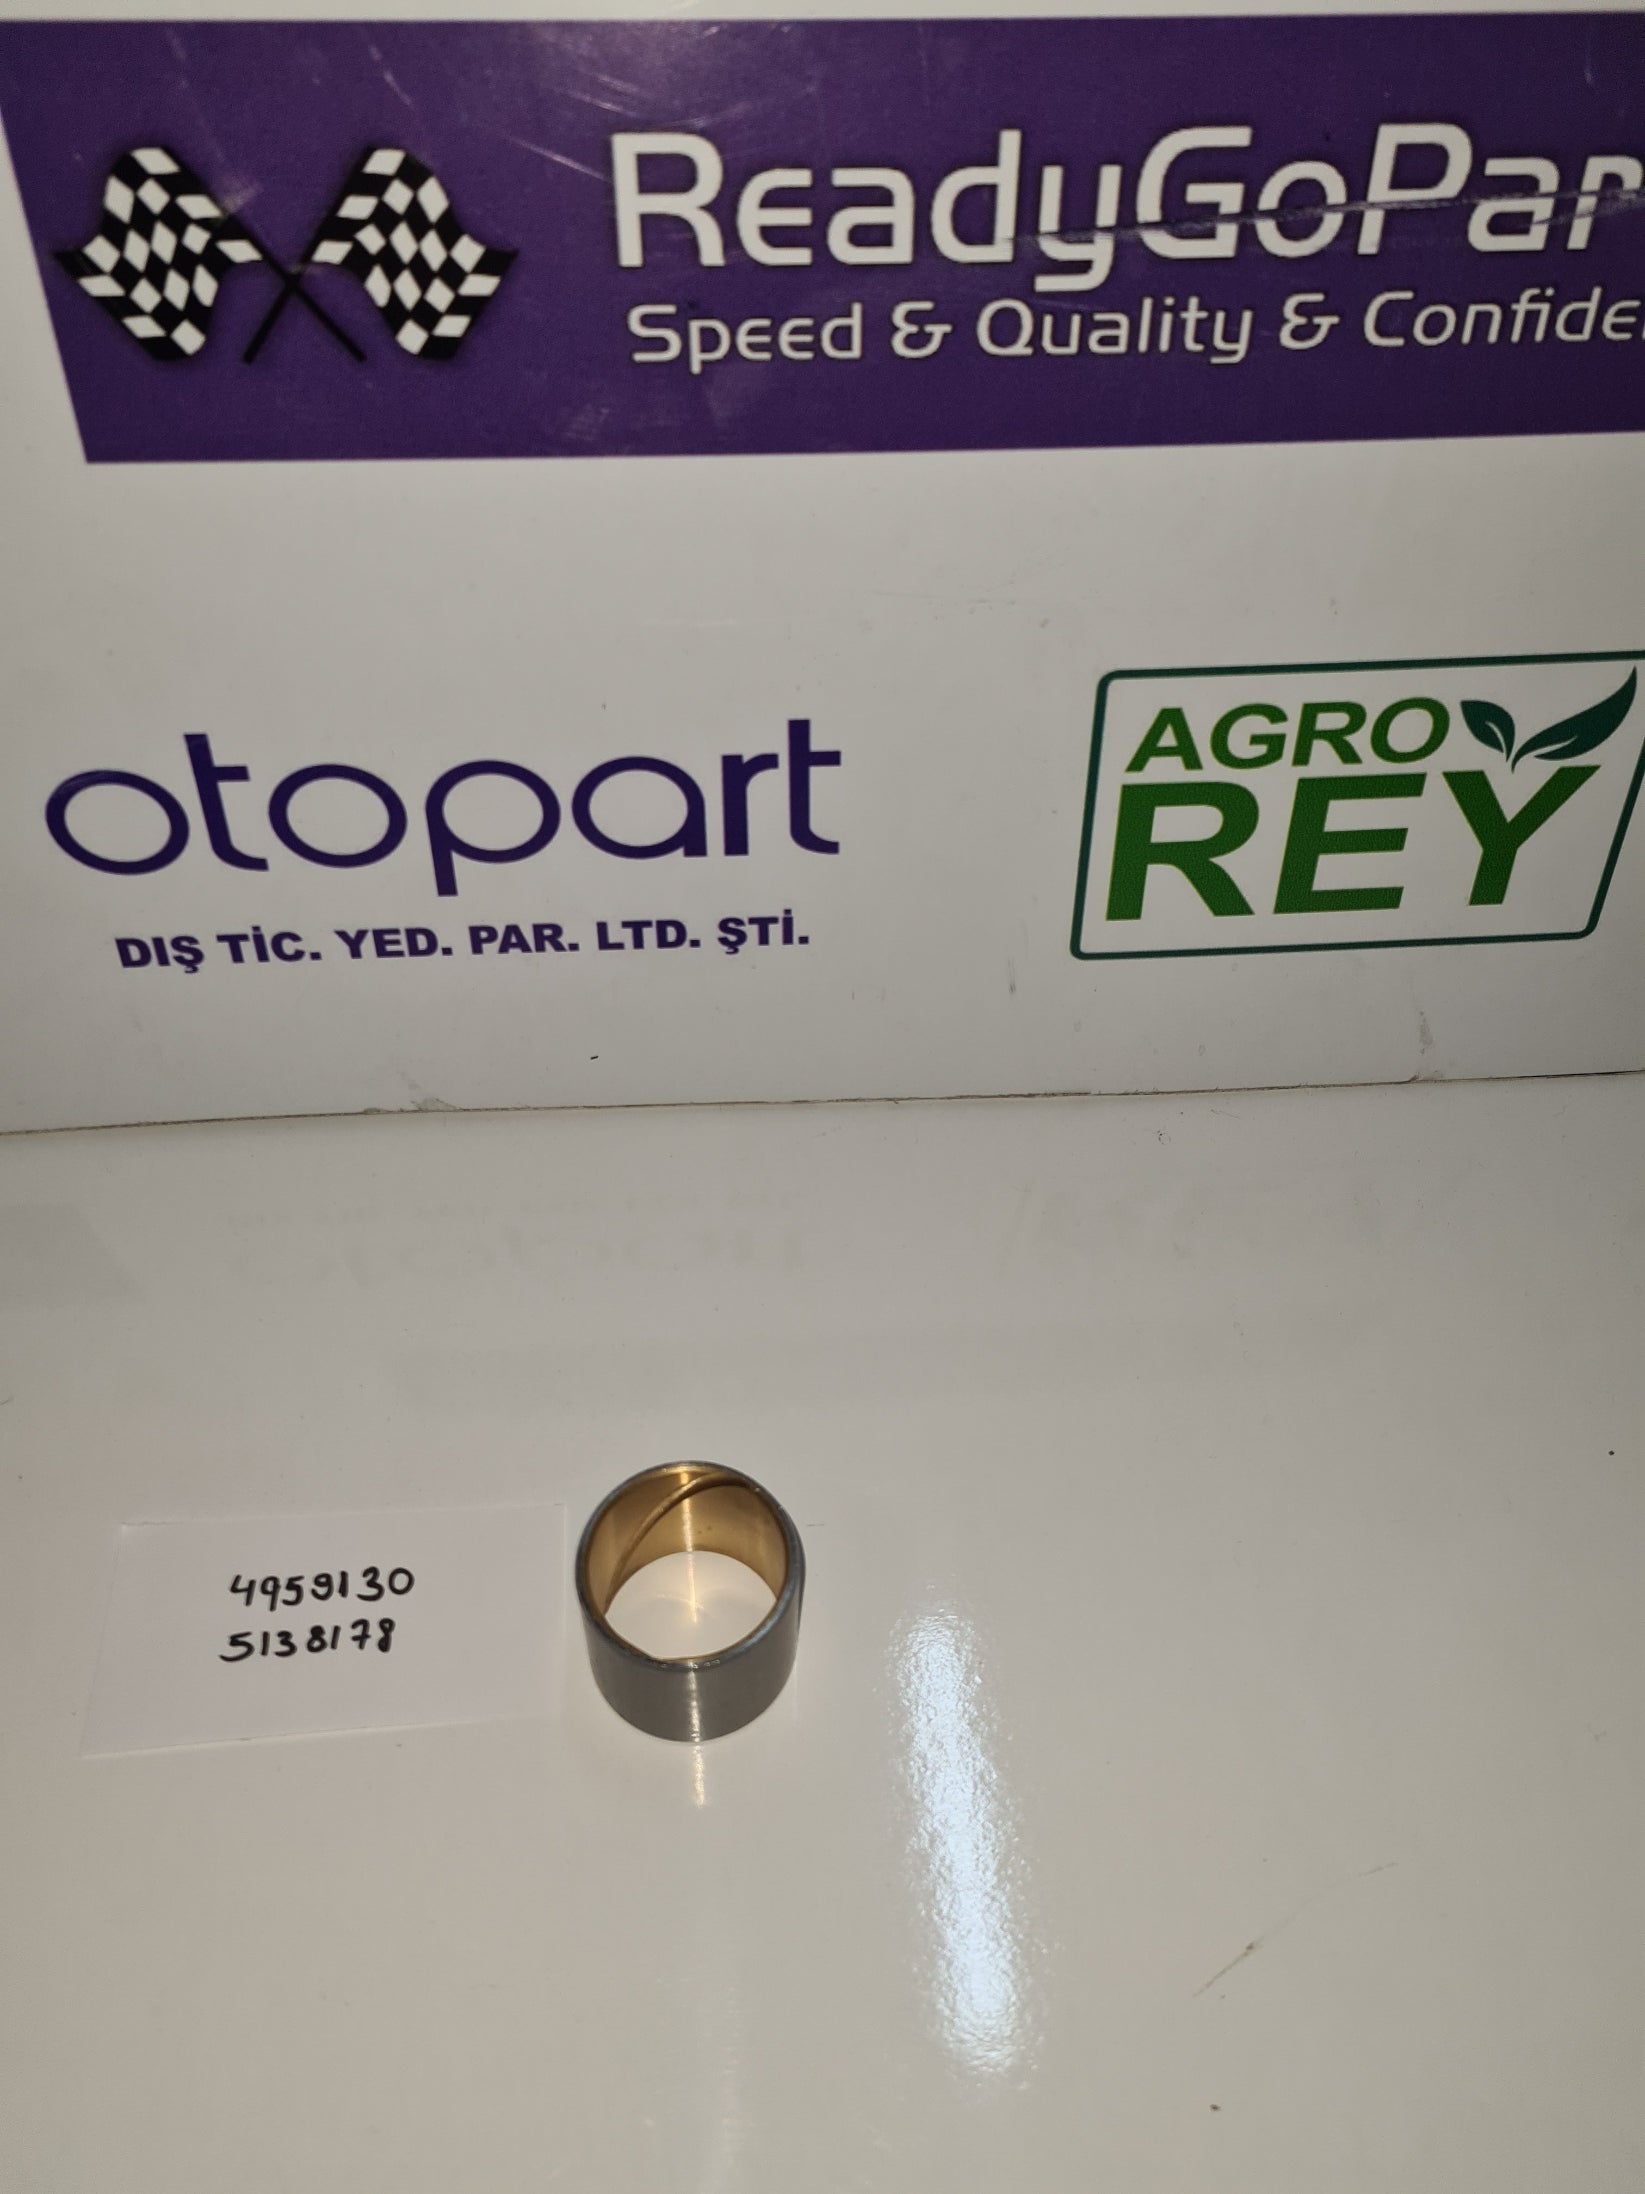 ReadyGoPar
Speed & Quality & Confide
otopart
DIŞ TİC. YED. PAR. LTD. ŞTİ.
AGRO
REY
4959130
5138178